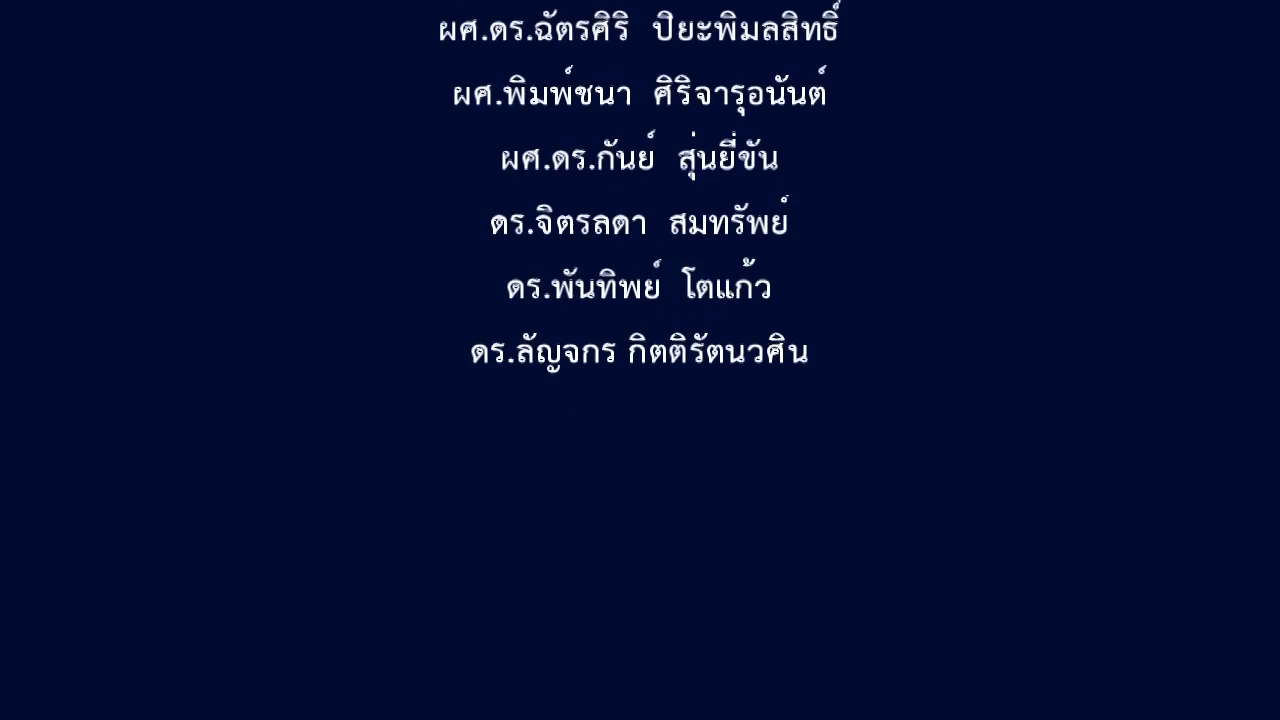 ผศ.ดร.ฉัตรศิริ ปิยะพิมลสิทธิ์
ผศ.พิมพ์ชนา ศิริจารุอนันต์
ผศ.ดร.กันย์ สุ่นยี่ขัน
ดร.จิตรลดา สมทรัพย์
ดร.พันทิพย์ โตแก้ว
ดร.ลัญจกร กิตติรัตนวศิน